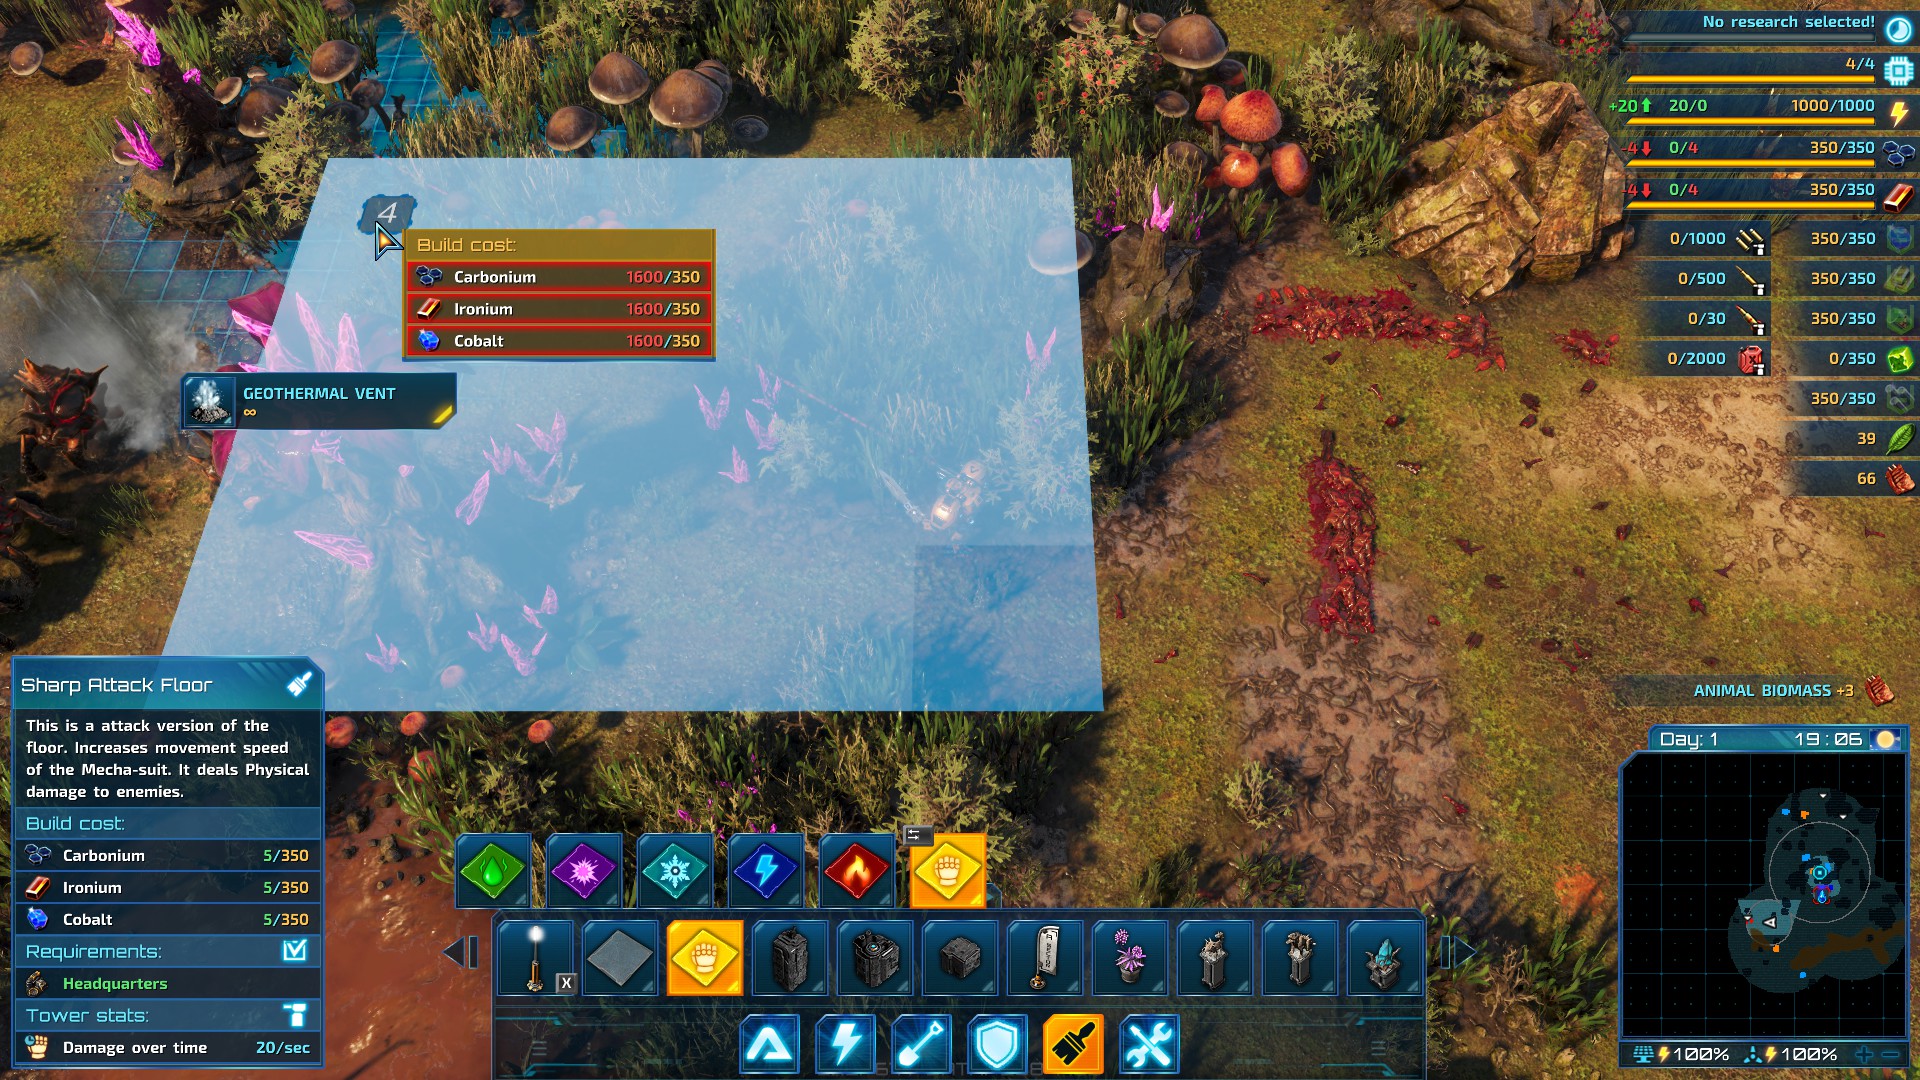 No research selected!
4/4
+20 20/0 1000/1000
-4 0/4 350/350
-4 0/4 350/350
0/1000 350/350
0/500 350/350
0/30 350/350
0/2000 0/350
350/350
39
66
4
Build cost:
Carbonium 1600/350
Ironium 1600/350
Cobalt 1600/350
GEOTHERMAL VENT
∞
Sharp Attack Floor
This is a attack version of the
floor. Increases movement speed
of the Mecha-suit. It deals Physical
damage to enemies.
Build cost:
Carbonium 5/350
Ironium 5/350
Cobalt 5/350
Requirements:
Headquarters
Tower stats:
Damage over time 20/sec
X
ANIMAL BIOMASS +3
Day: 1 19:06
100% 100%